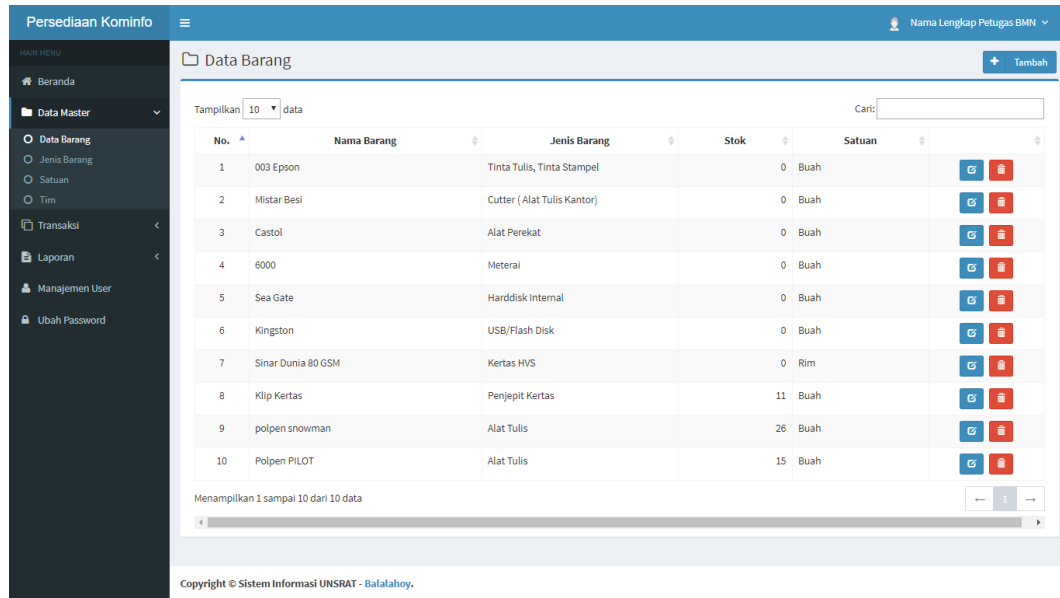 Persediaan Kominfo
Nama Lengkap Petugas BMN
MAIN MENU
Beranda
Data Master
Data Barang
Jenis Barang
Satuan
Tim
Transaksi
Laporan
Manajemen User
Ubah Password
Data Barang
+ Tambah
Tampilkan 10 data
Cari:
No. Nama Barang Jenis Barang Stok Satuan
1 003 Epson Tinta Tulis, Tinta Stampel 0 Buah
2 Mistar Besi Cutter ( Alat Tulis Kantor) 0 Buah
3 Castol Alat Perekat 0 Buah
4 6000 Meterai 0 Buah
5 Sea Gate Harddisk Internal 0 Buah
6 Kingston USB/Flash Disk 0 Buah
7 Sinar Dunia 80 GSM Kertas HVS 0 Rim
8 Klip Kertas Penjepit Kertas 11 Buah
9 polpen snowman Alat Tulis 26 Buah
10 Polpen PILOT Alat Tulis 15 Buah
Menampilkan 1 sampai 10 dari 10 data
← 1 →
Copyright © Sistem Informasi UNSRAT - Balalahoy.